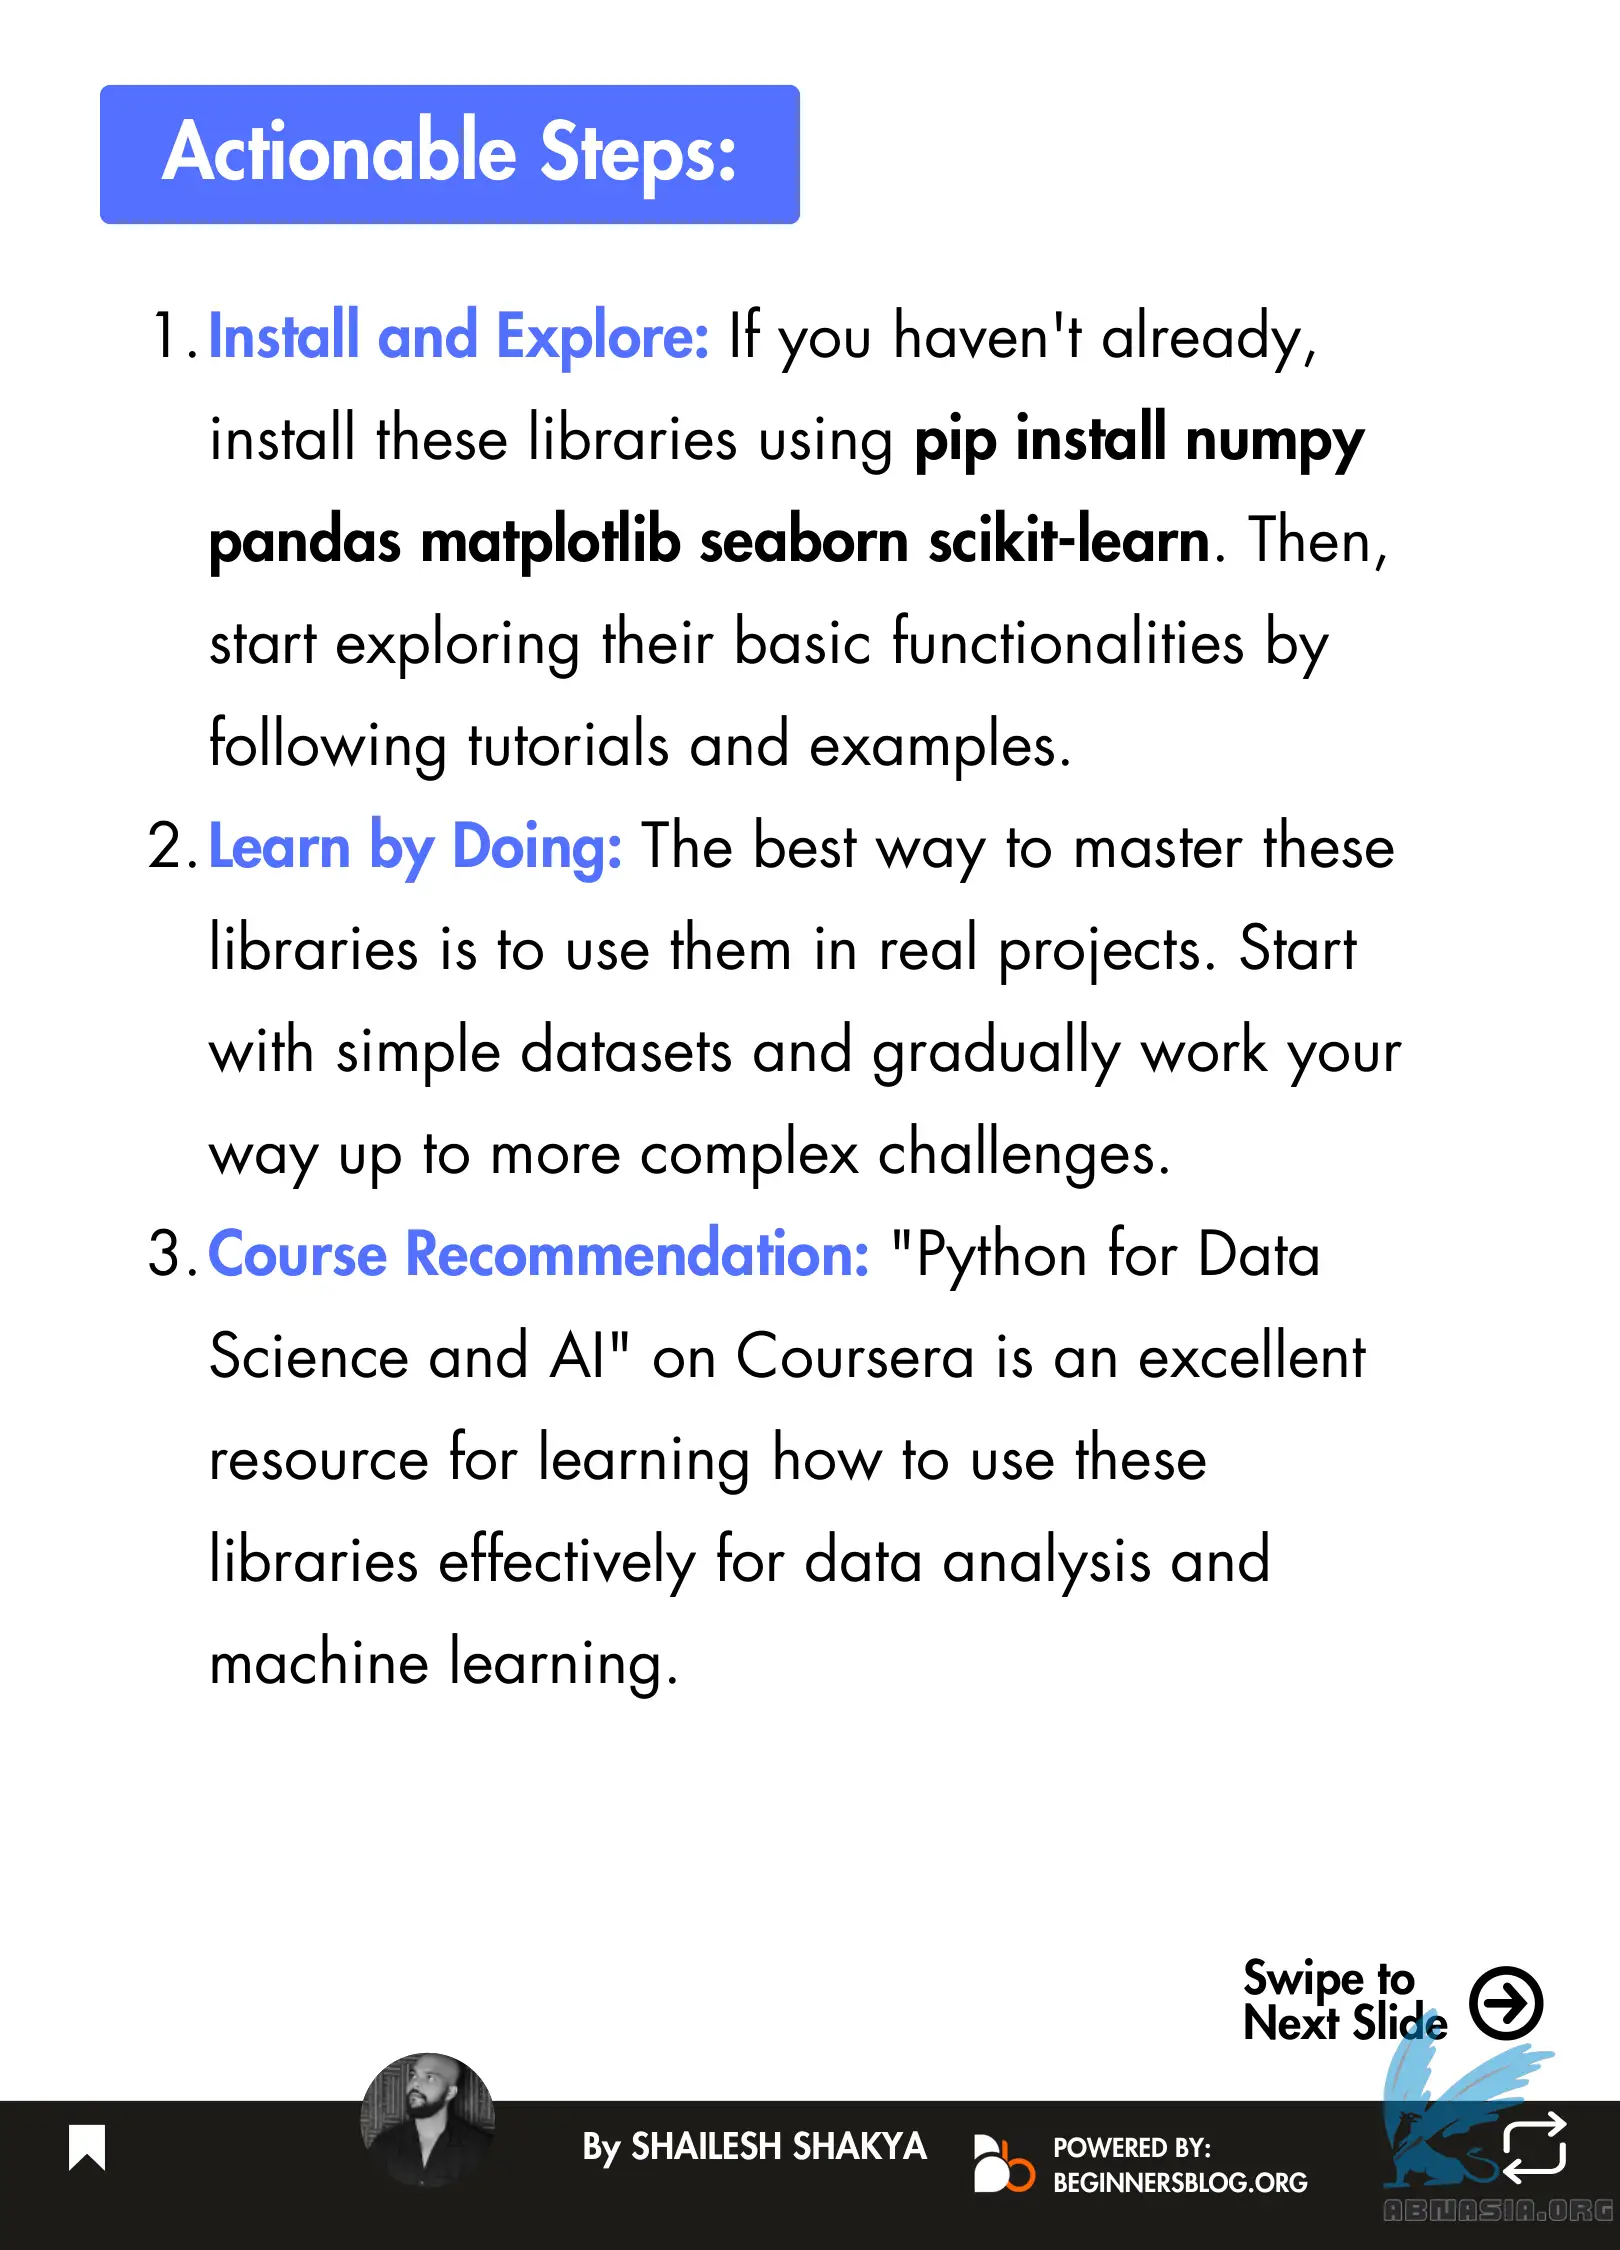 Actionable Steps:
1. Install and Explore: If you haven't already,
install these libraries using pip install numpy
pandas matplotlib seaborn scikit-learn. Then,
start exploring their basic functionalities by
following tutorials and examples.
2. Learn by Doing: The best way to master these
libraries is to use them in real projects. Start
with simple datasets and gradually work your
way up to more complex challenges.
3. Course Recommendation: "Python for Data
Science and AI" on Coursera is an excellent
resource for learning how to use these
libraries effectively for data analysis and
machine learning.
Swipe to
Next Slide
By SHAILESH SHAKYA
POWERED BY:
BEGINNERSBLOG.ORG
ABNASIA.ORG